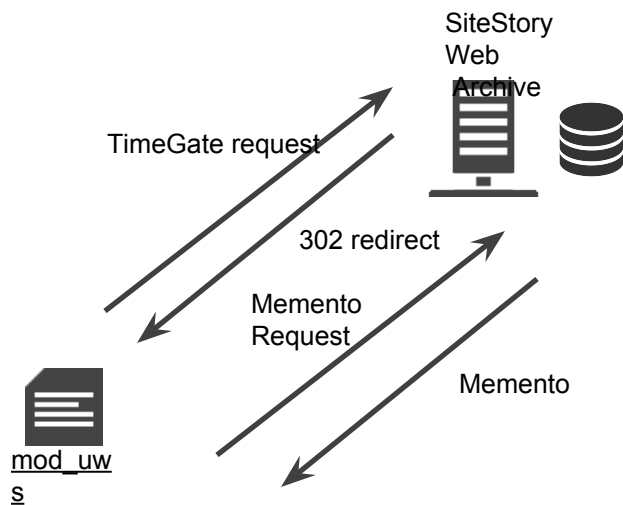 SiteStory
Web
Archive
TimeGate request
302 redirect
Memento
Request
Memento
mod_uw
s